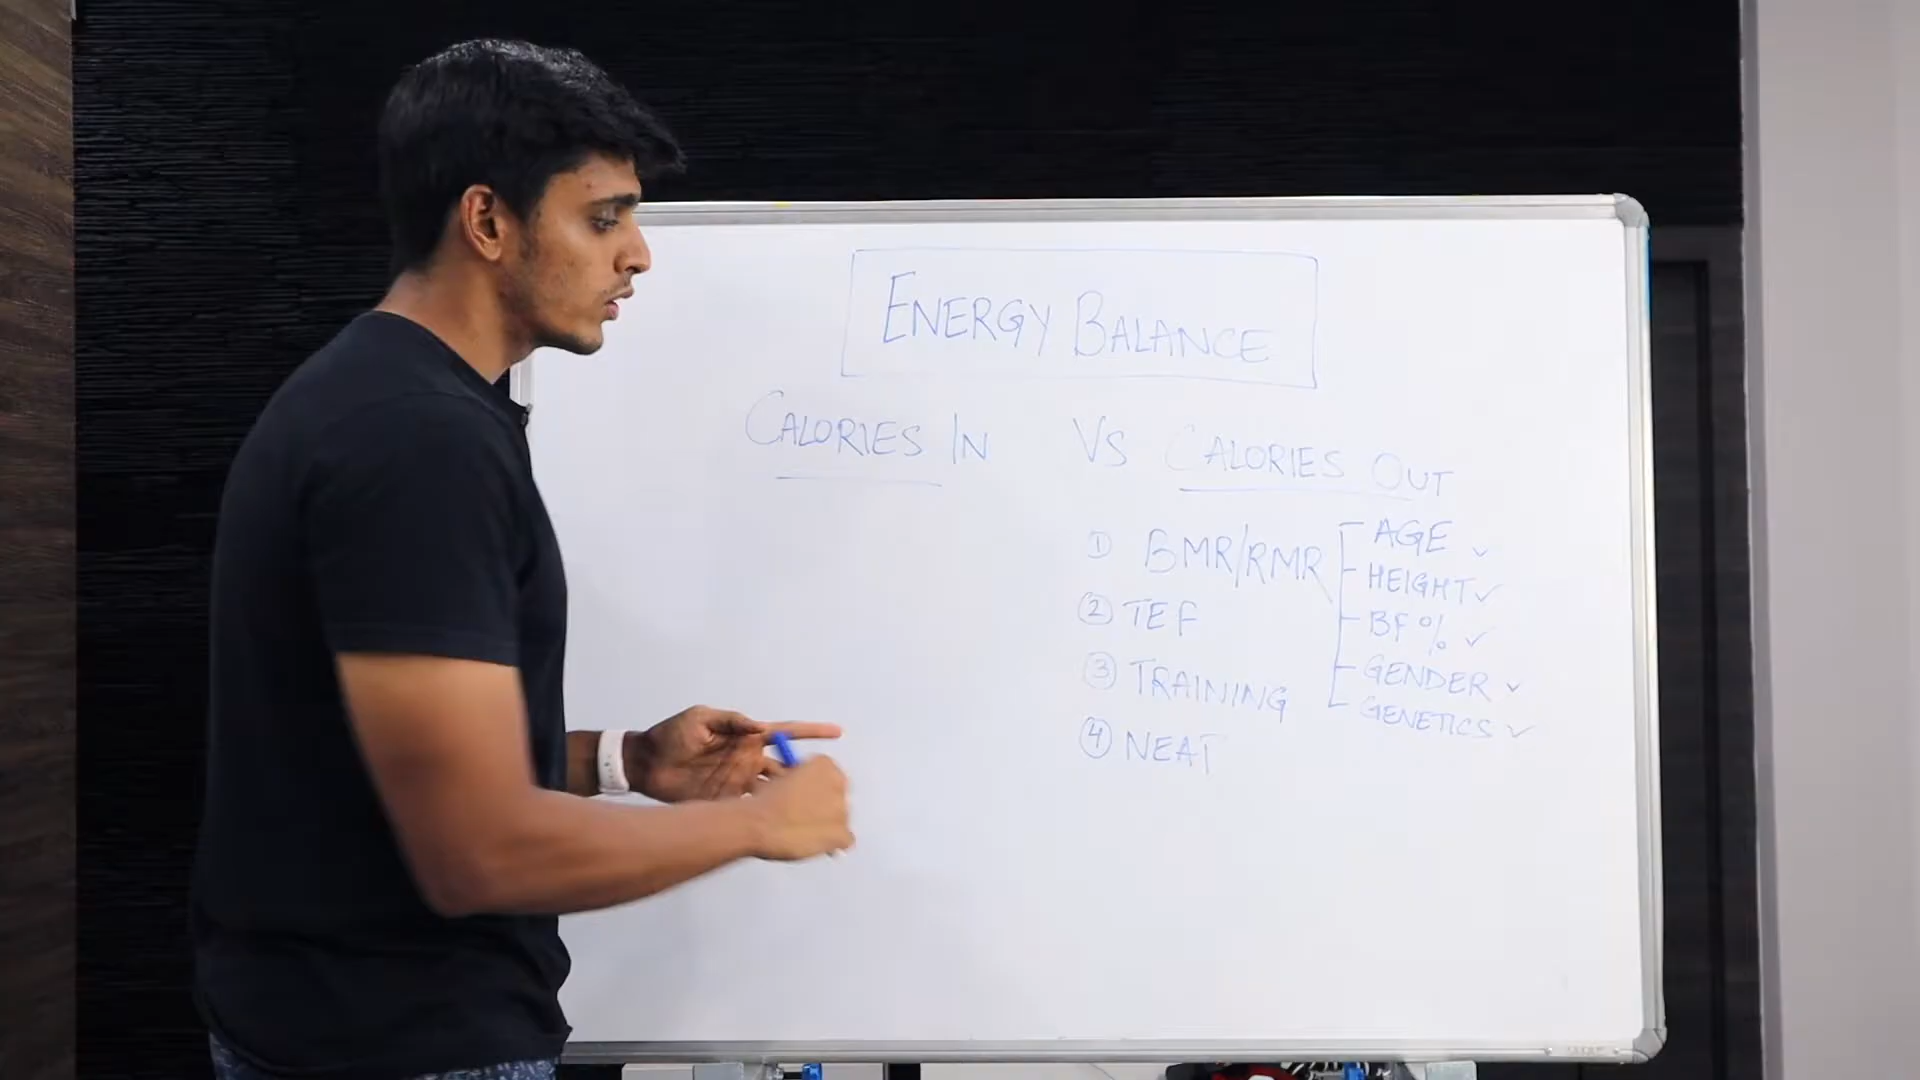 ENERGY BALANCE
CALORIES IN VS CALORIES OUT
① BMR/RMR
AGE ✓
HEIGHT ✓
BF% ✓
GENDER ✓
GENETICS ✓
② TEF
③ TRAINING
④ NEAT